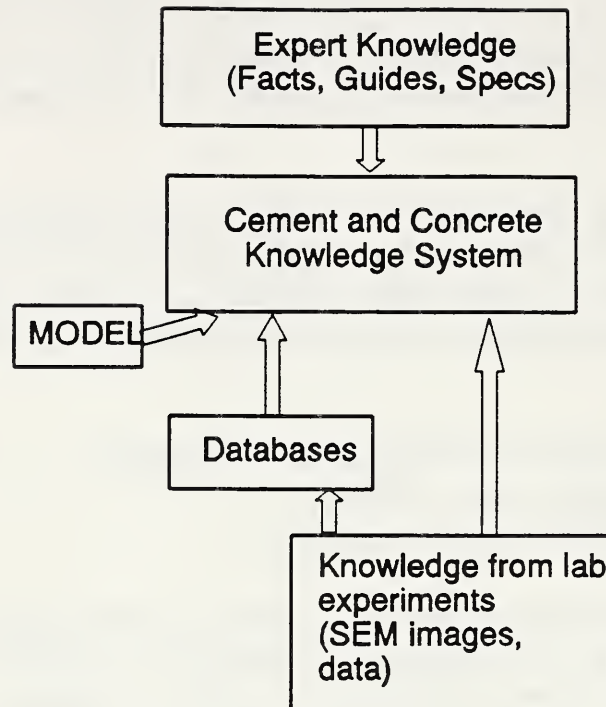 Expert Knowledge
(Facts, Guides, Specs)
Cement and Concrete
Knowledge System
MODEL
Databases
Knowledge from lab
experiments
(SEM images,
data)